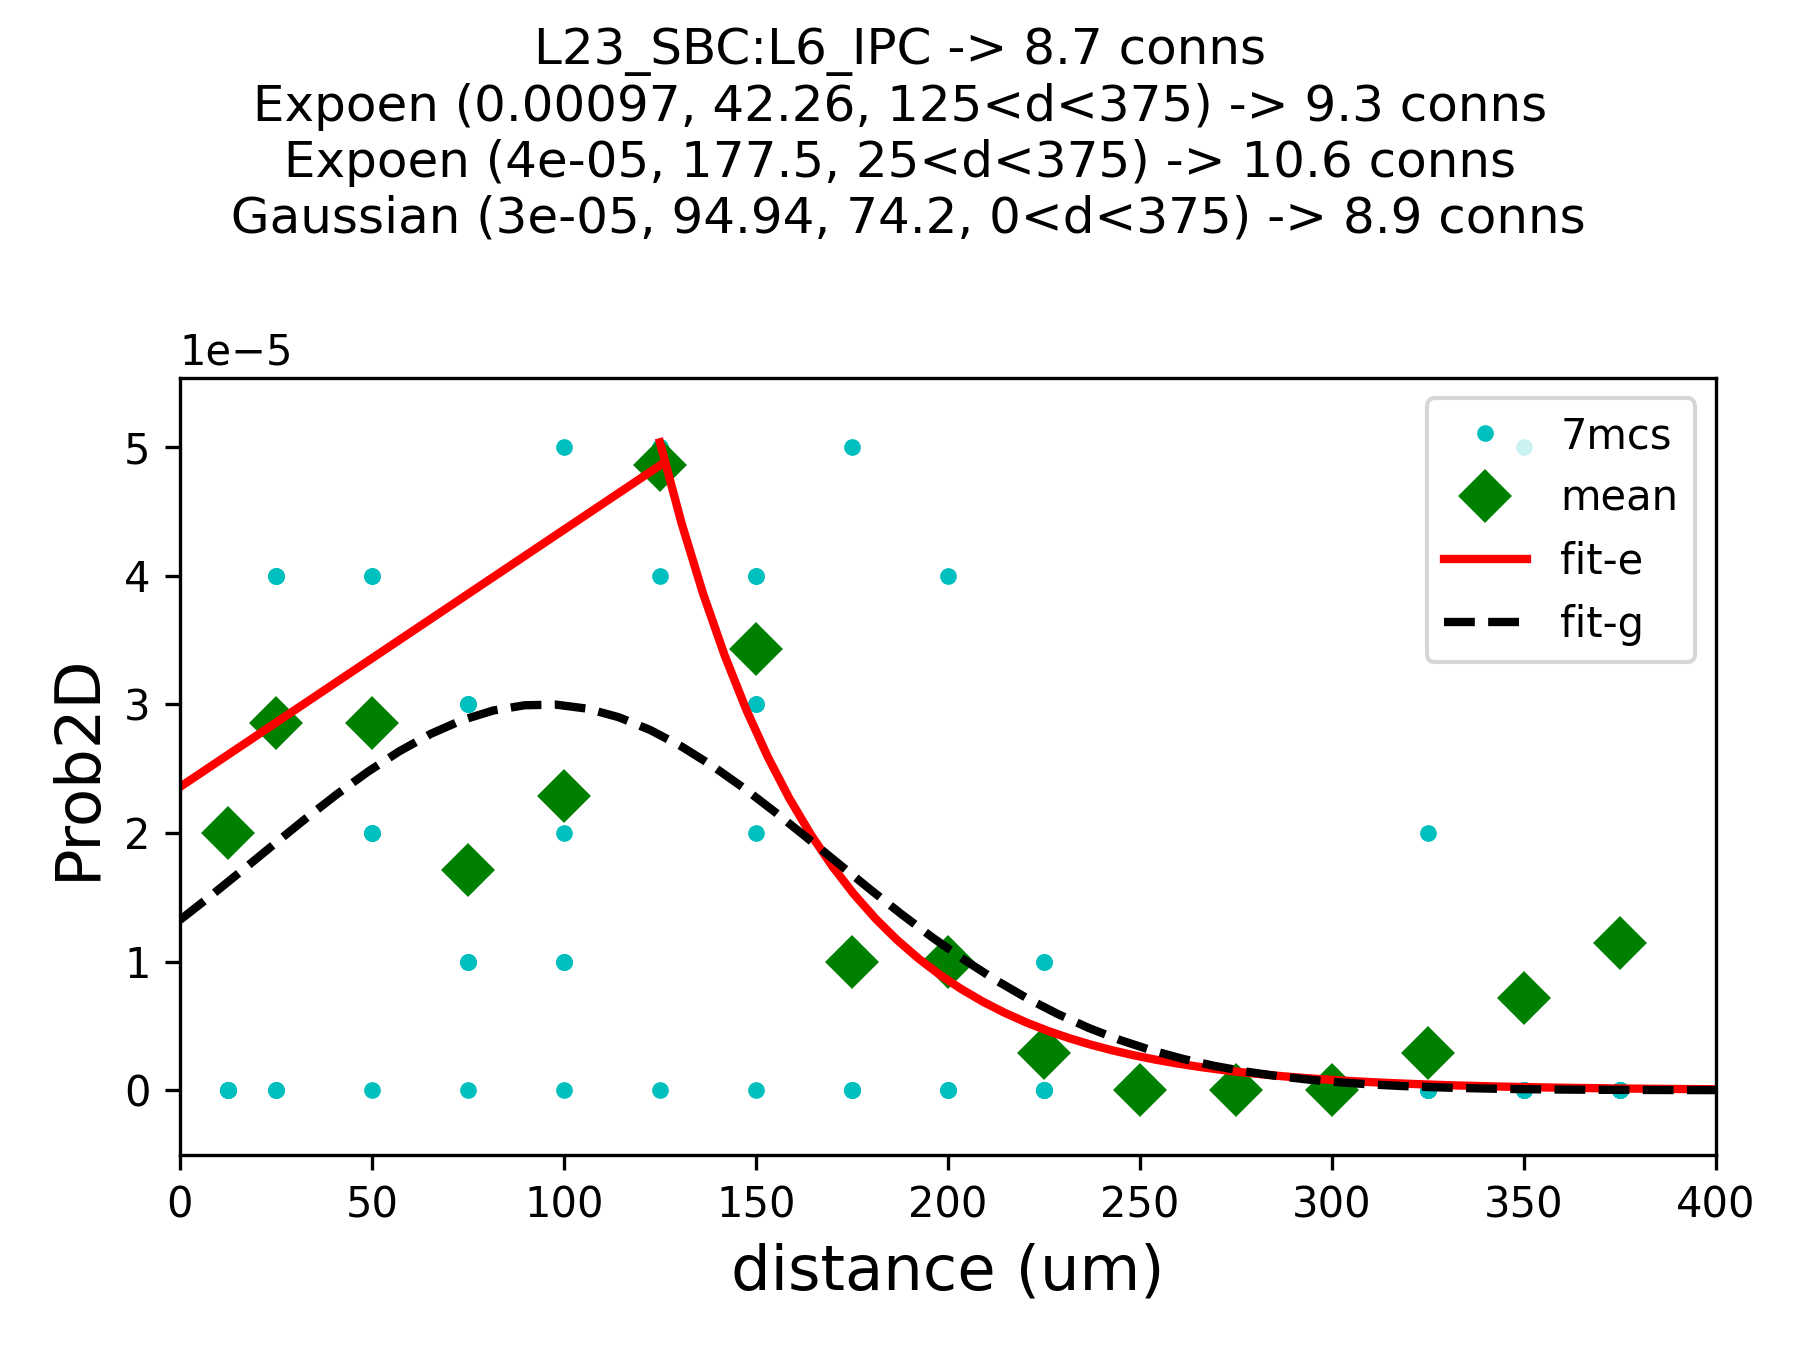 L23_SBC:L6_IPC -> 8.7 conns
Expoen (0.00097, 42.26, 125<d<375) -> 9.3 conns
Expoen (4e-05, 177.5, 25<d<375) -> 10.6 conns
Gaussian (3e-05, 94.94, 74.2, 0<d<375) -> 8.9 conns
1e−5
7mcs
mean
fit-e
fit-g
5
4
3
2
1
0
Prob2D
0 50 100 150 200 250 300 350 400
distance (um)